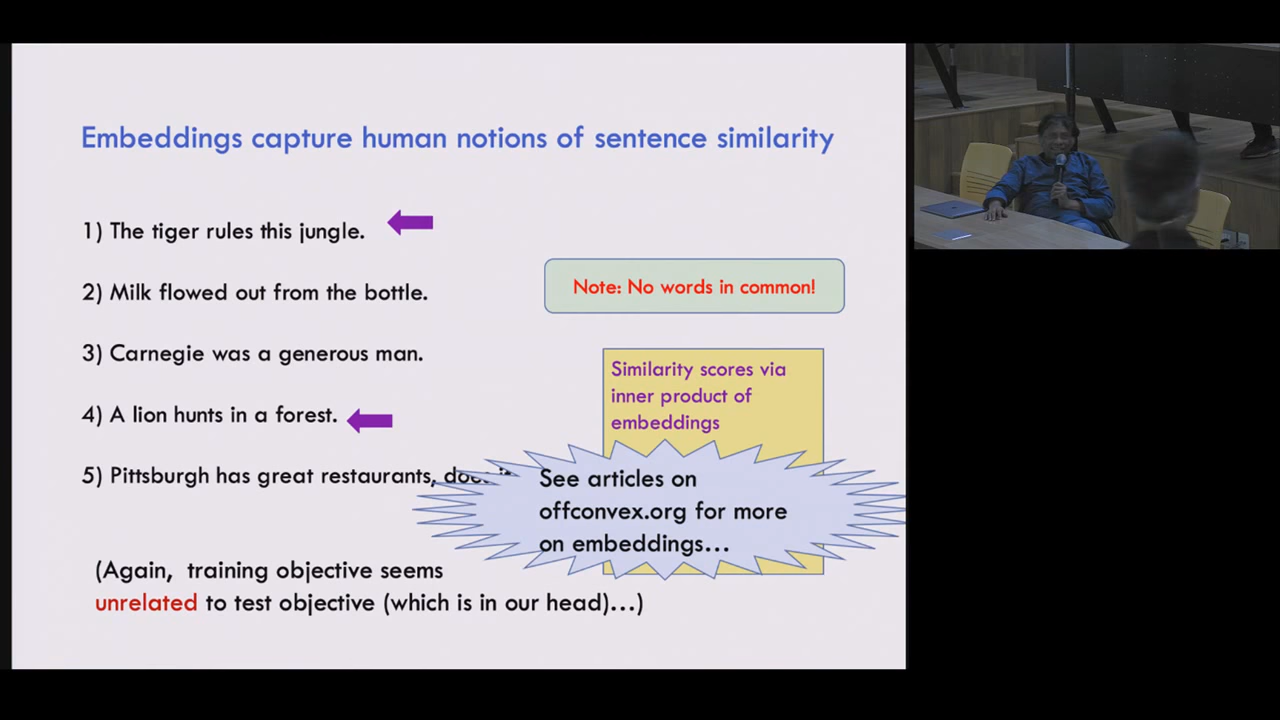 Embeddings capture human notions of sentence similarity
1) The tiger rules this jungle.
2) Milk flowed out from the bottle.
Note: No words in common!
3) Carnegie was a generous man.
4) A lion hunts in a forest.
Similarity scores via
inner product of
embeddings
5) Pittsburgh has great restaurants,
See articles on
offconvex.org for more
on embeddings...
(Again, training objective seems
unrelated to test objective (which is in our head)...)